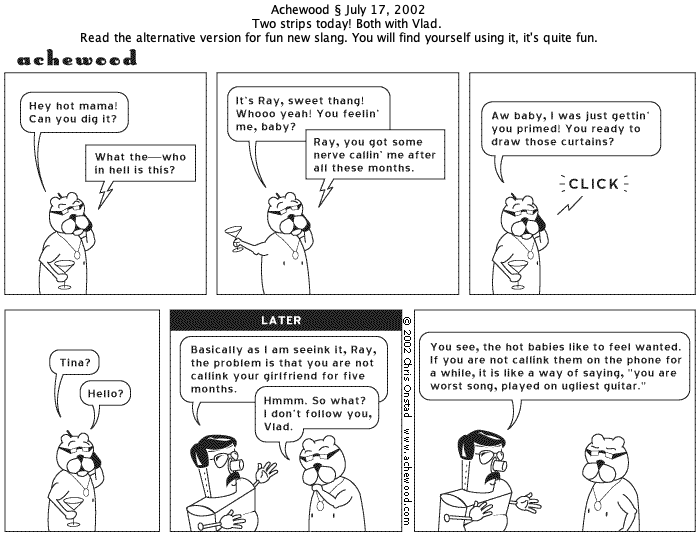 Achewood § July 17, 2002
Two strips today! Both with Vlad.
Read the alternative version for fun new slang. You will find yourself using it, it's quite fun.
achewood
Hey hot mama!
Can you dig it?
What the—who
in hell is this?
It's Ray, sweet thang!
Whooo yeah! You feelin'
me, baby?
Ray, you got some
nerve callin' me after
all these months.
Aw baby, I was just gettin'
you primed! You ready to
draw those curtains?
CLICK
Tina?
Hello?
LATER
Basically as I am seeink it, Ray,
the problem is that you are not
callink your girlfriend for five
months.
Hmmm. So what?
I don't follow you,
Vlad.
© 2002 Chris Onstad www.achewood.com
You see, the hot babies like to feel wanted.
If you are not callink them on the phone for
a while, it is like a way of saying, "you are
worst song, played on ugliest guitar."